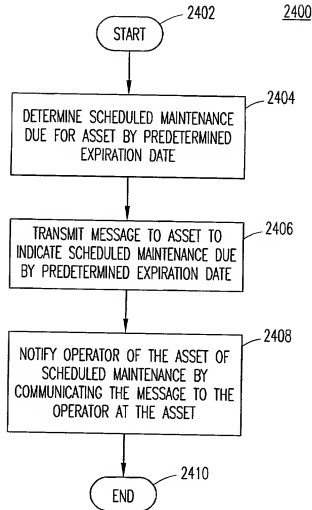 2400
2402
START
2404
DETERMINE SCHEDULED MAINTENANCE
DUE FOR ASSET BY PREDETERMINED
EXPIRATION DATE
2406
TRANSMIT MESSAGE TO ASSET TO
INDICATE SCHEDULED MAINTENANCE DUE
BY PREDETERMINED EXPIRATION DATE
2408
NOTIFY OPERATOR OF THE ASSET OF
SCHEDULED MAINTENANCE BY
COMMUNICATING THE MESSAGE TO THE
OPERATOR AT THE ASSET
2410
END